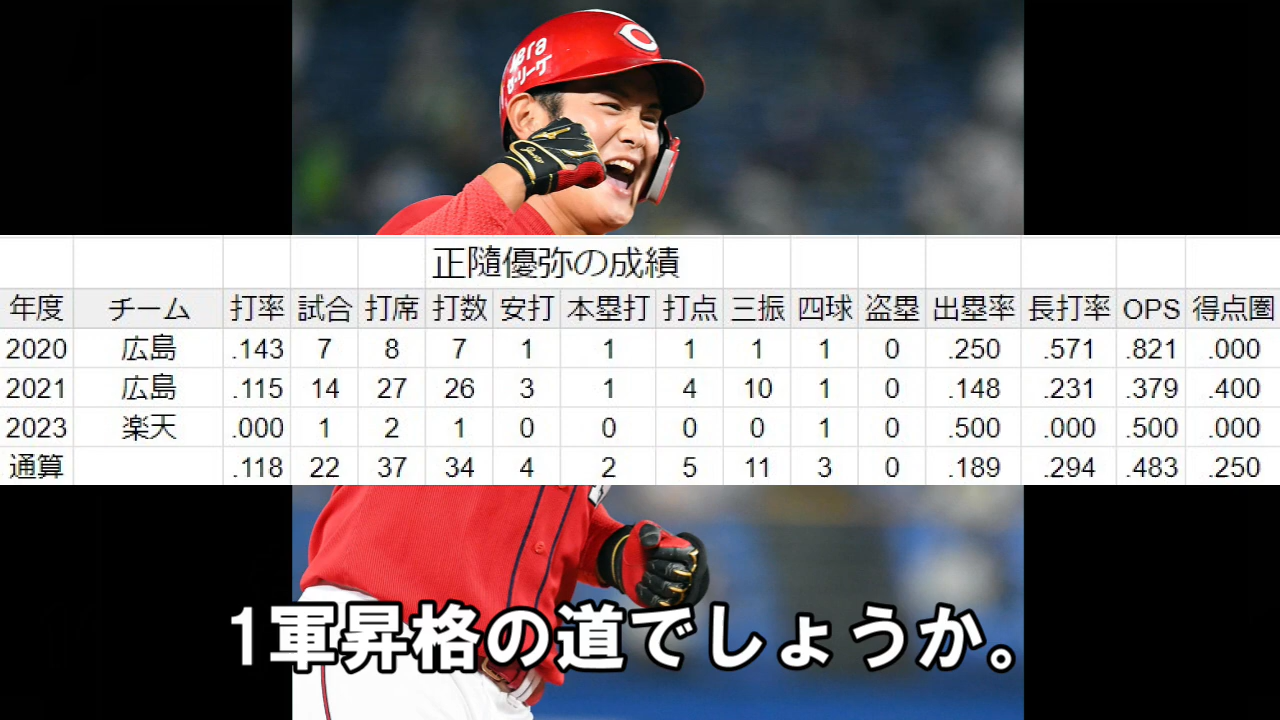 Jera
セ・リーグ
C
正隨優弥の成績
年度 チーム 打率 試合 打席 打数 安打 本塁打 打点 三振 四球 盗塁 出塁率 長打率 OPS 得点圏
2020 広島 .143 7 8 7 1 1 1 1 1 0 .250 .571 .821 .000
2021 広島 .115 14 27 26 3 1 4 10 1 0 .148 .231 .379 .400
2023 楽天 .000 1 2 1 0 0 0 0 1 0 .500 .000 .500 .000
通算 .118 22 37 34 4 2 5 11 3 0 .189 .294 .483 .250
1軍昇格の道でしょうか。